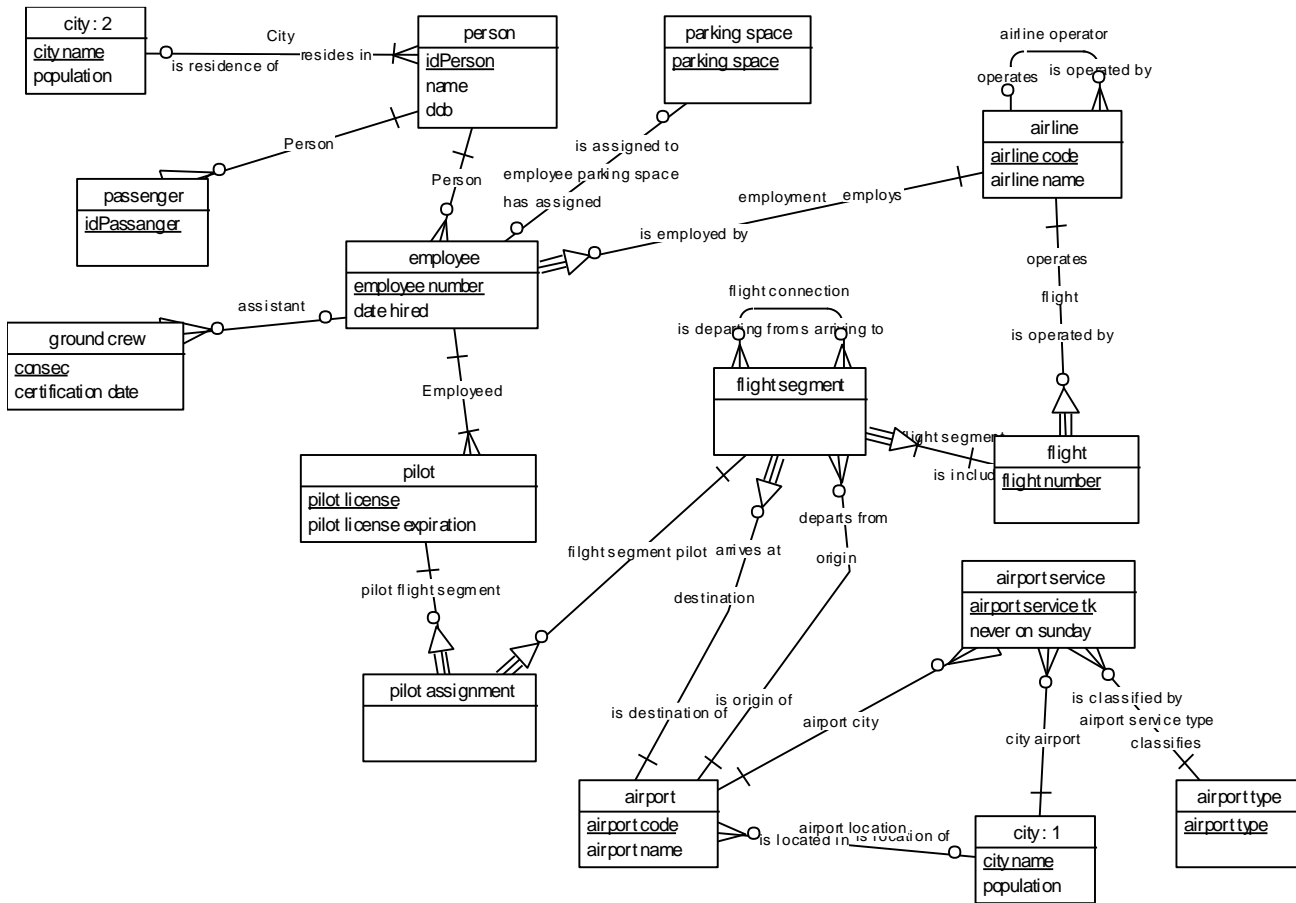 city : 2
city name
population
City
is residence of
resides in
person
idPerson
name
dob
parking space
parking space
airline operator
operates
is operated by
airline
airline code
airline name
Person
passenger
idPassanger
Person
is assigned to
employee parking space
has assigned
employment
employs
is employed by
employee
employee number
date hired
assistant
ground crew
consec
certification date
operates
flight
is operated by
flight connection
is departing from
s arriving to
flight segment
Employeed
flight segment
is includ
flight
flight number
pilot
pilot license
pilot license expiration
departs from
filght segment pilot
arrives at
origin
destination
pilot flight segment
pilot assignment
airport service
airport service tk
never on sunday
is destination of
is origin of
airport city
city airport
is classified by
airport service type
classifies
airport
airport code
airport name
airport location
is located in
is location of
city : 1
city name
population
airport type
airport type